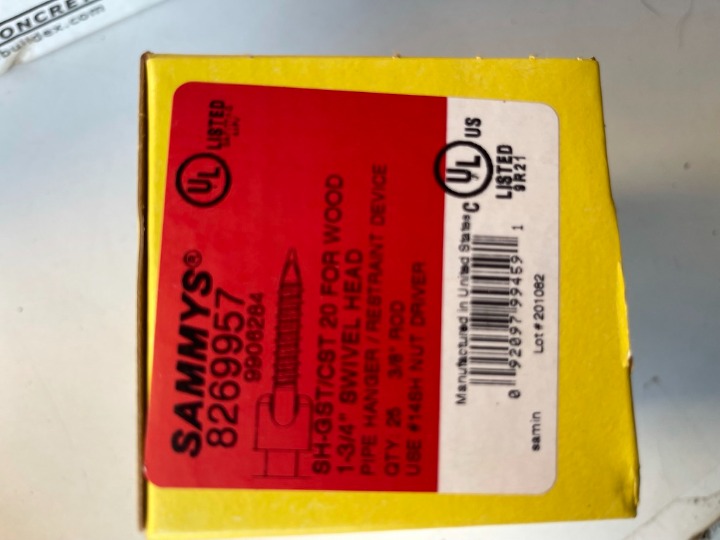 ONCRE
buildex.com
UL LISTED
SAMMYS®
8269957
9906284
SH-GST/CST 20 FOR WOOD
1-3/4" SWIVEL HEAD
PIPE HANGER / RESTRAINT DEVICE
QTY 25 3/8" ROD
USE #14SH NUT DRIVER
C UL US
LISTED
9R21
Manufactured in United States
0 92097 99459 1
samin Lot# 201082